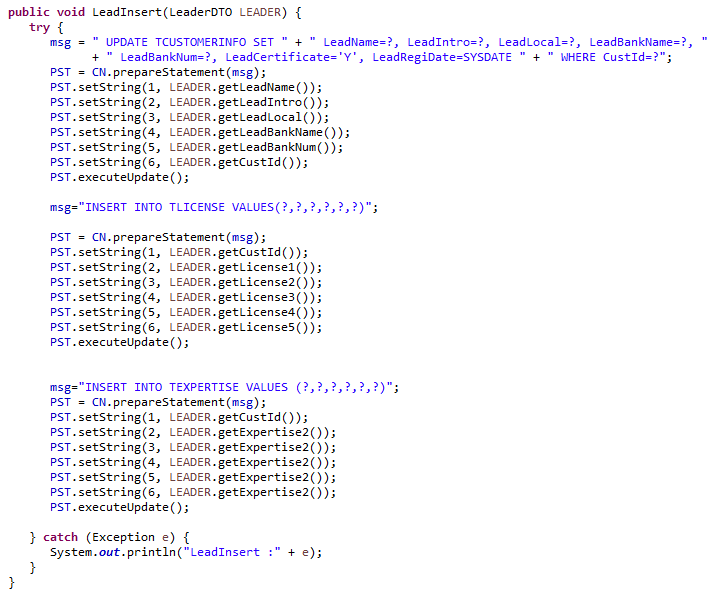 public void LeadInsert(LeaderDTO LEADER) {
try {
msg = " UPDATE TCUSTOMERINFO SET " + " LeadName=?, LeadIntro=?, LeadLocal=?, LeadBankName=?, "
+ " LeadBankNum=?, LeadCertificate='Y', LeadRegiDate=SYSDATE " + " WHERE CustId=?";
PST = CN.prepareStatement(msg);
PST.setString(1, LEADER.getLeadName());
PST.setString(2, LEADER.getLeadIntro());
PST.setString(3, LEADER.getLeadLocal());
PST.setString(4, LEADER.getLeadBankName());
PST.setString(5, LEADER.getLeadBankNum());
PST.setString(6, LEADER.getCustId());
PST.executeUpdate();
msg="INSERT INTO TLICENSE VALUES(?,?,?,?,?,?)";
PST = CN.prepareStatement(msg);
PST.setString(1, LEADER.getCustId());
PST.setString(2, LEADER.getLicense1());
PST.setString(3, LEADER.getLicense2());
PST.setString(4, LEADER.getLicense3());
PST.setString(5, LEADER.getLicense4());
PST.setString(6, LEADER.getLicense5());
PST.executeUpdate();
msg="INSERT INTO TEXPERTISE VALUES (?,?,?,?,?,?)";
PST = CN.prepareStatement(msg);
PST.setString(1, LEADER.getCustId());
PST.setString(2, LEADER.getExpertise2());
PST.setString(3, LEADER.getExpertise2());
PST.setString(4, LEADER.getExpertise2());
PST.setString(5, LEADER.getExpertise2());
PST.setString(6, LEADER.getExpertise2());
PST.executeUpdate();
} catch (Exception e) {
System.out.println("LeadInsert :" + e);
}
}